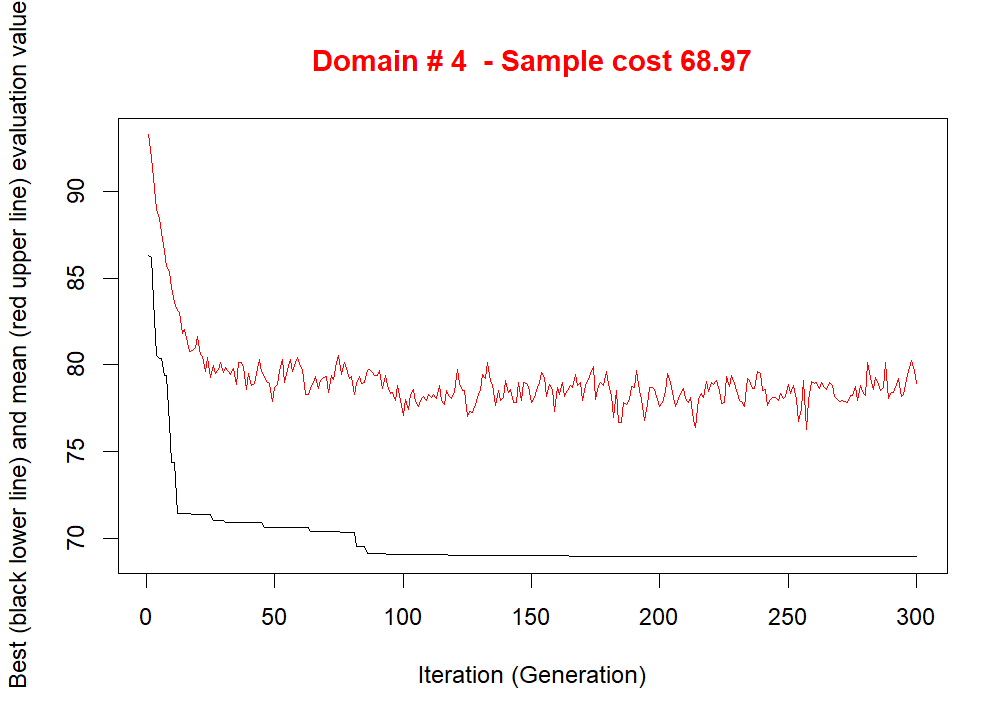 Domain # 4  - Sample cost 68.97
Best (black lower line) and mean (red upper line) evaluation value
90
85
80
75
70
0 50 100 150 200 250 300
Iteration (Generation)